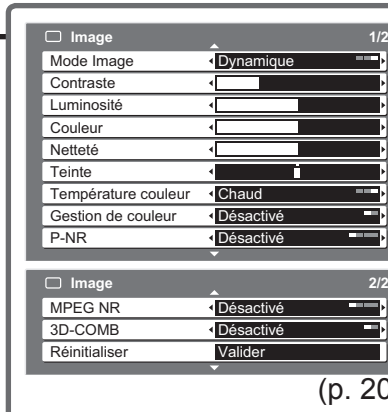 Image 1/2
Mode Image Dynamique
Contraste
Luminosité
Couleur
Netteté
Teinte
Température couleur Chaud
Gestion de couleur Désactivé
P-NR Désactivé
Image 2/2
MPEG NR Désactivé
3D-COMB Désactivé
Réinitialiser Valider
(p. 20